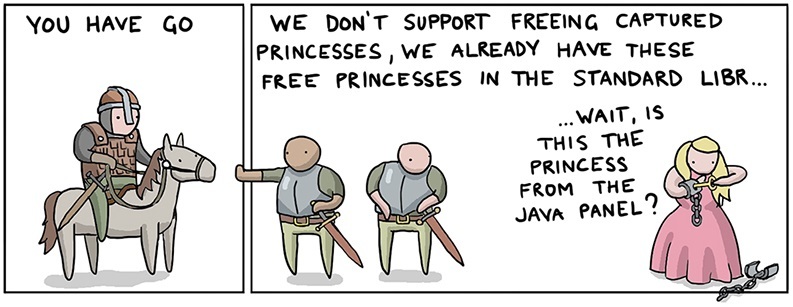 YOU HAVE GO
WE DON'T SUPPORT FREEING CAPTURED
PRINCESSES, WE ALREADY HAVE THESE
FREE PRINCESSES IN THE STANDARD LIBR...
...WAIT, IS
THIS THE
PRINCESS
FROM THE
JAVA PANEL?